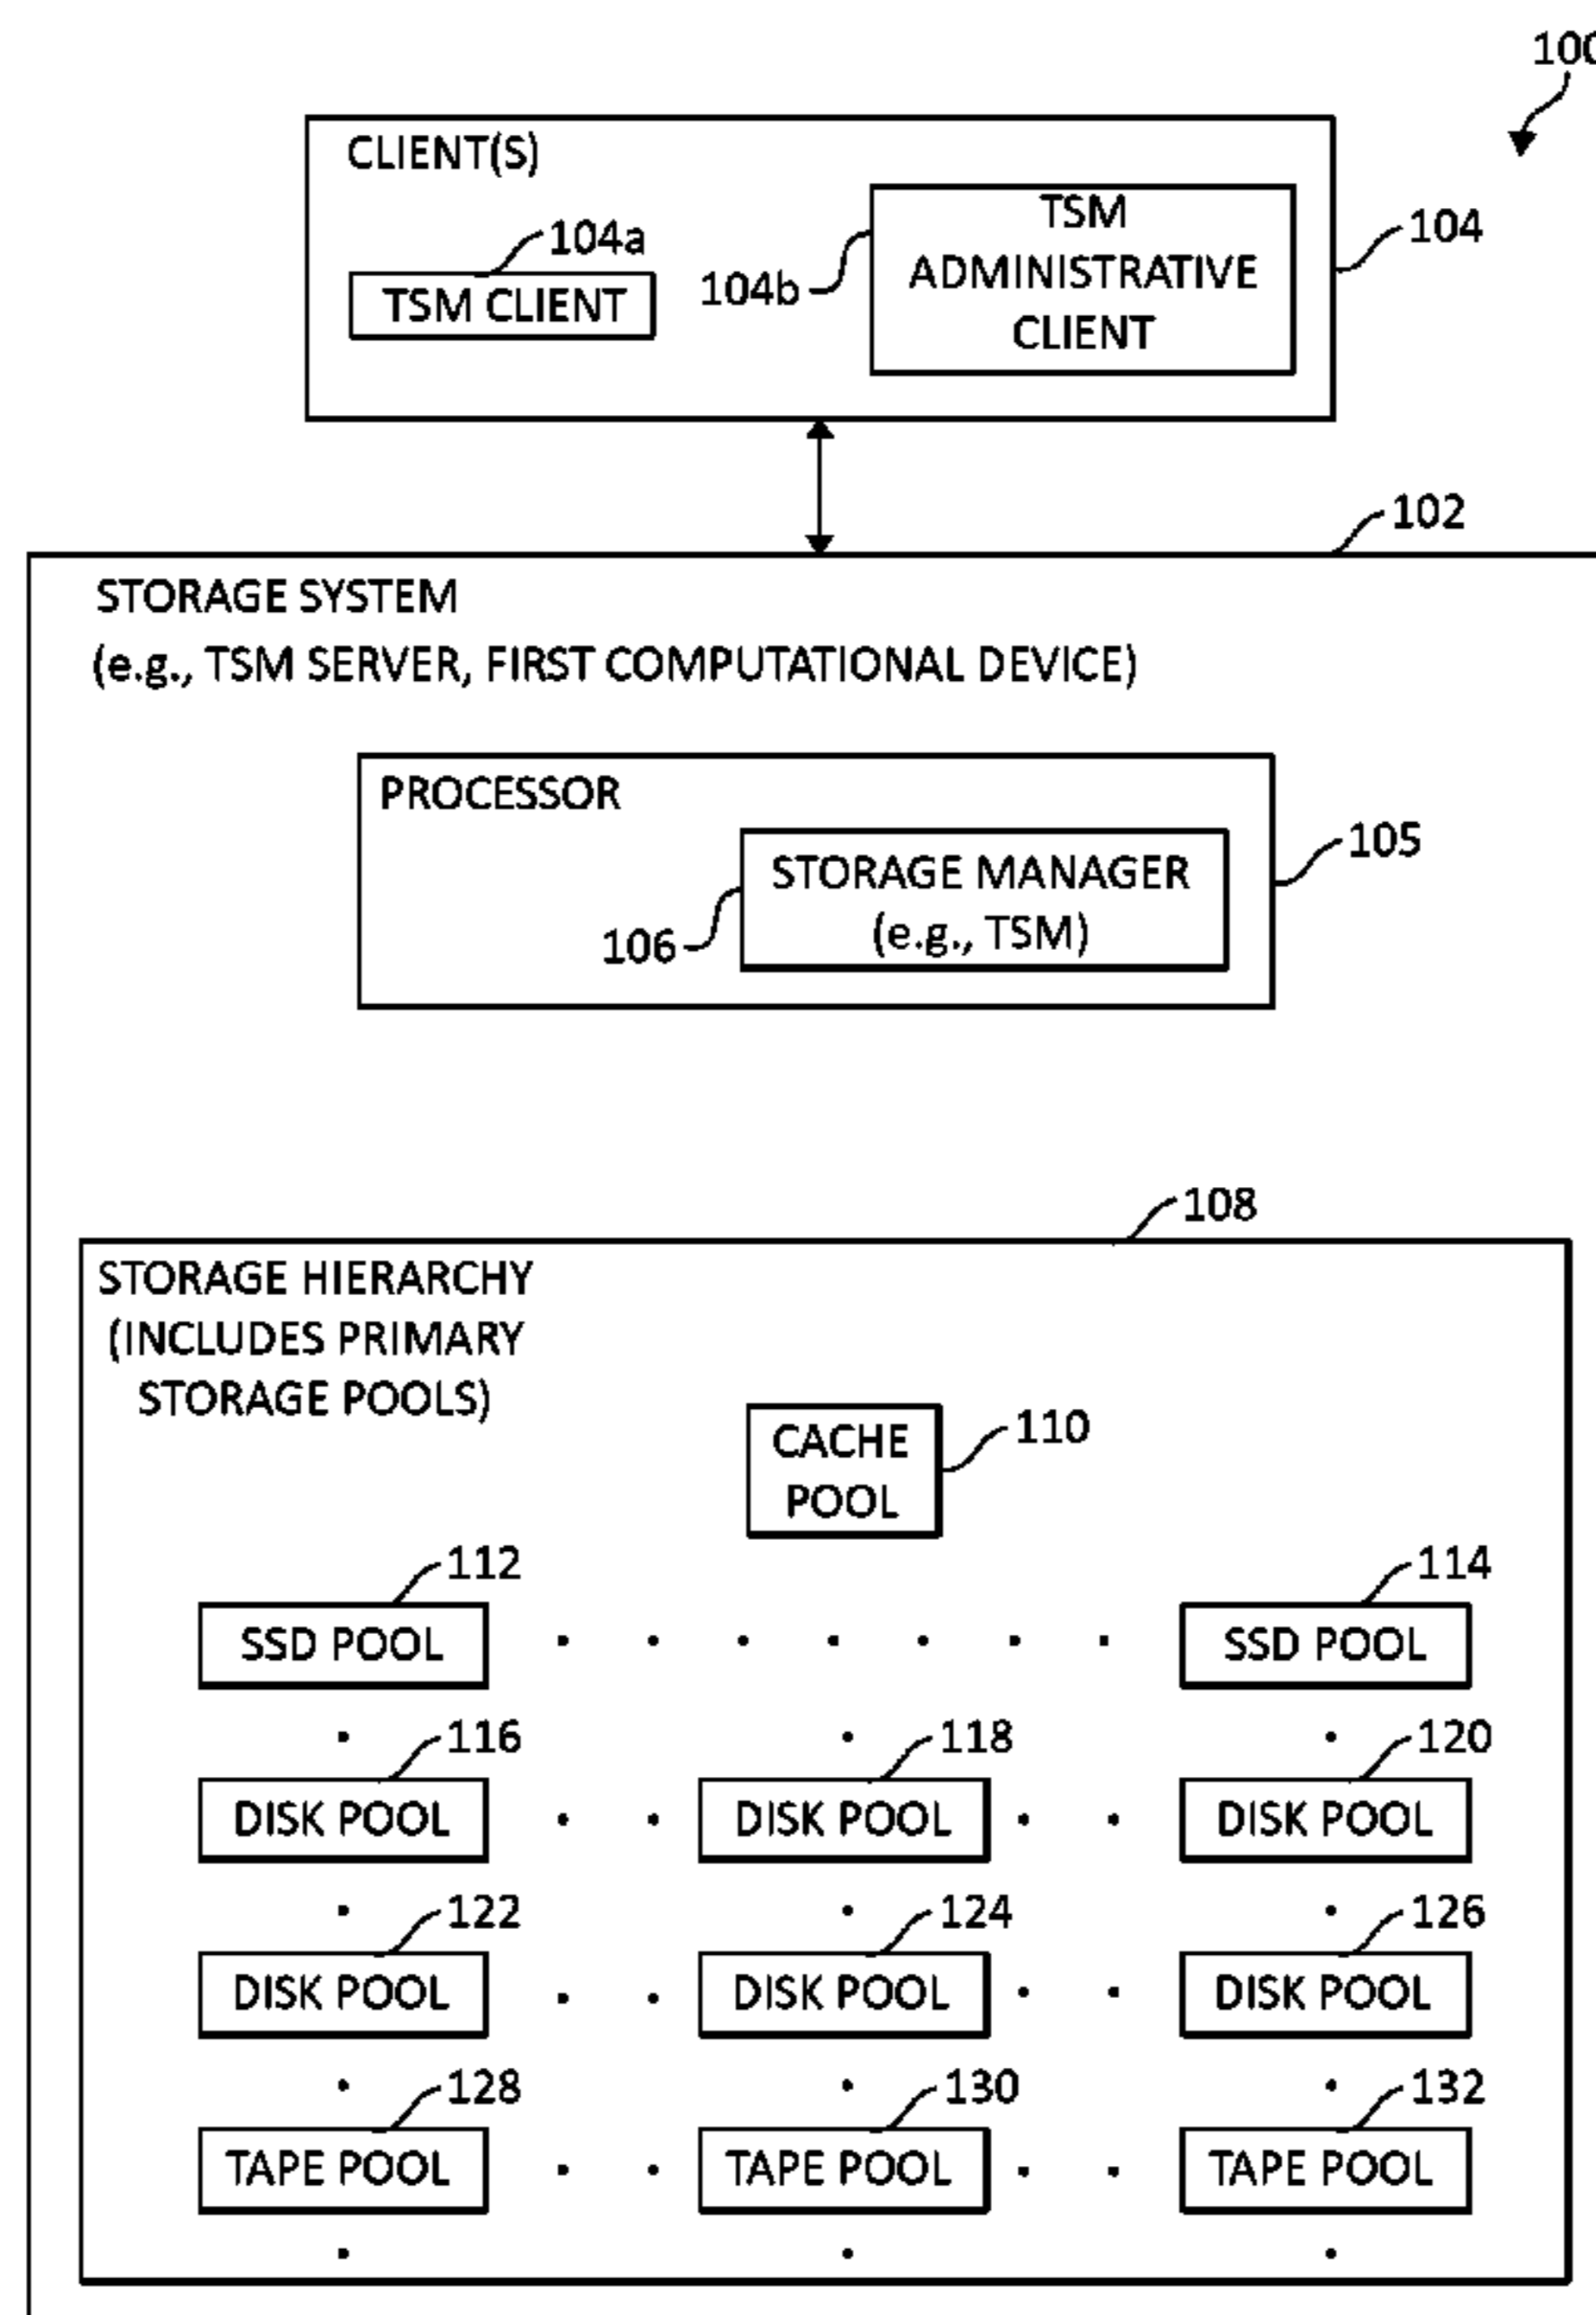 100
CLIENT(S)
104a
TSM CLIENT
104b
TSM
ADMINISTRATIVE
CLIENT
104
102
STORAGE SYSTEM
(e.g., TSM SERVER, FIRST COMPUTATIONAL DEVICE)
PROCESSOR
105
STORAGE MANAGER
(e.g., TSM)
106
108
STORAGE HIERARCHY
(INCLUDES PRIMARY
STORAGE POOLS)
CACHE
POOL
110
112
114
SSD POOL
SSD POOL
116
118
120
DISK POOL
DISK POOL
DISK POOL
122
124
126
DISK POOL
DISK POOL
DISK POOL
128
130
132
TAPE POOL
TAPE POOL
TAPE POOL